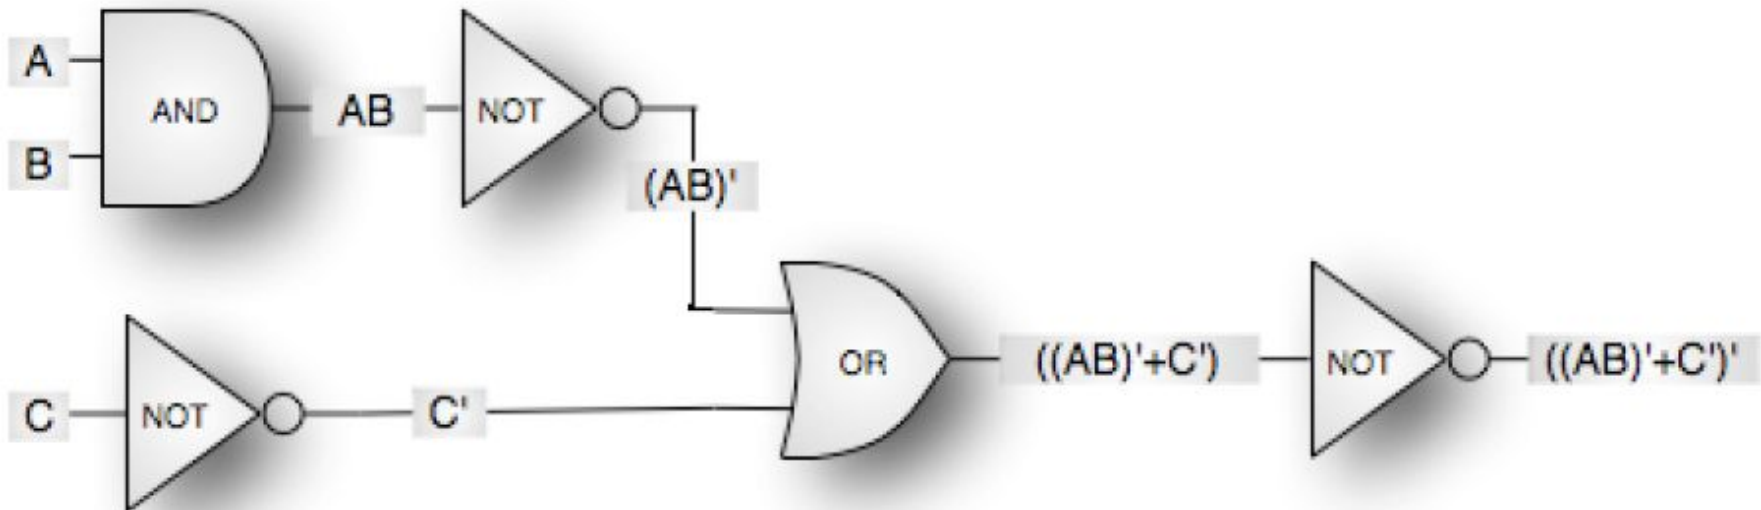 A
B
AND
AB
NOT
(AB)'
C
NOT
C'
OR
((AB)'+C')
NOT
((AB)'+C')'